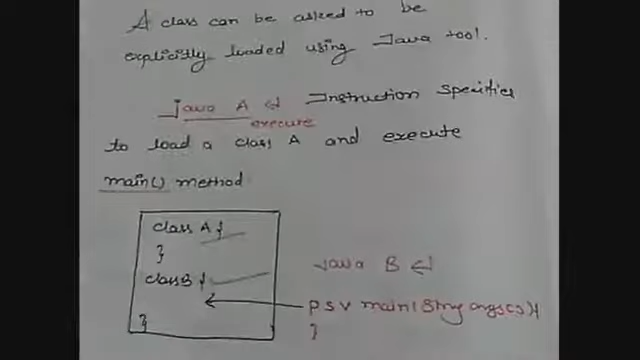 A class can be asked to be
explicitly loaded using Java tool.
Java A ↵ Instruction specifies
execute
to load a class A and execute
main() method
class A {
}
class B {
java B ↵
psv main(String args[]){
}
}